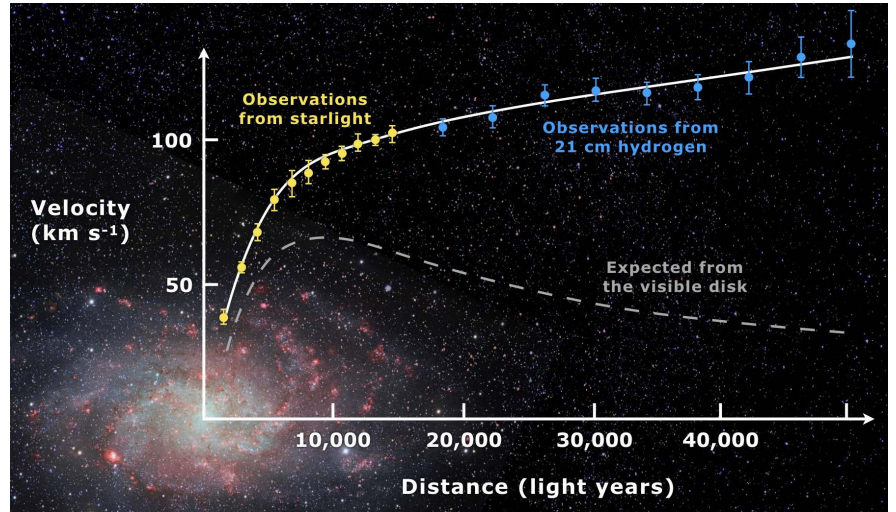 Observations
from starlight
100
Observations from
21 cm hydrogen
Velocity
(km s-1)
Expected from
the visible disk
50
10,000
20,000
30,000
40,000
Distance (light years)